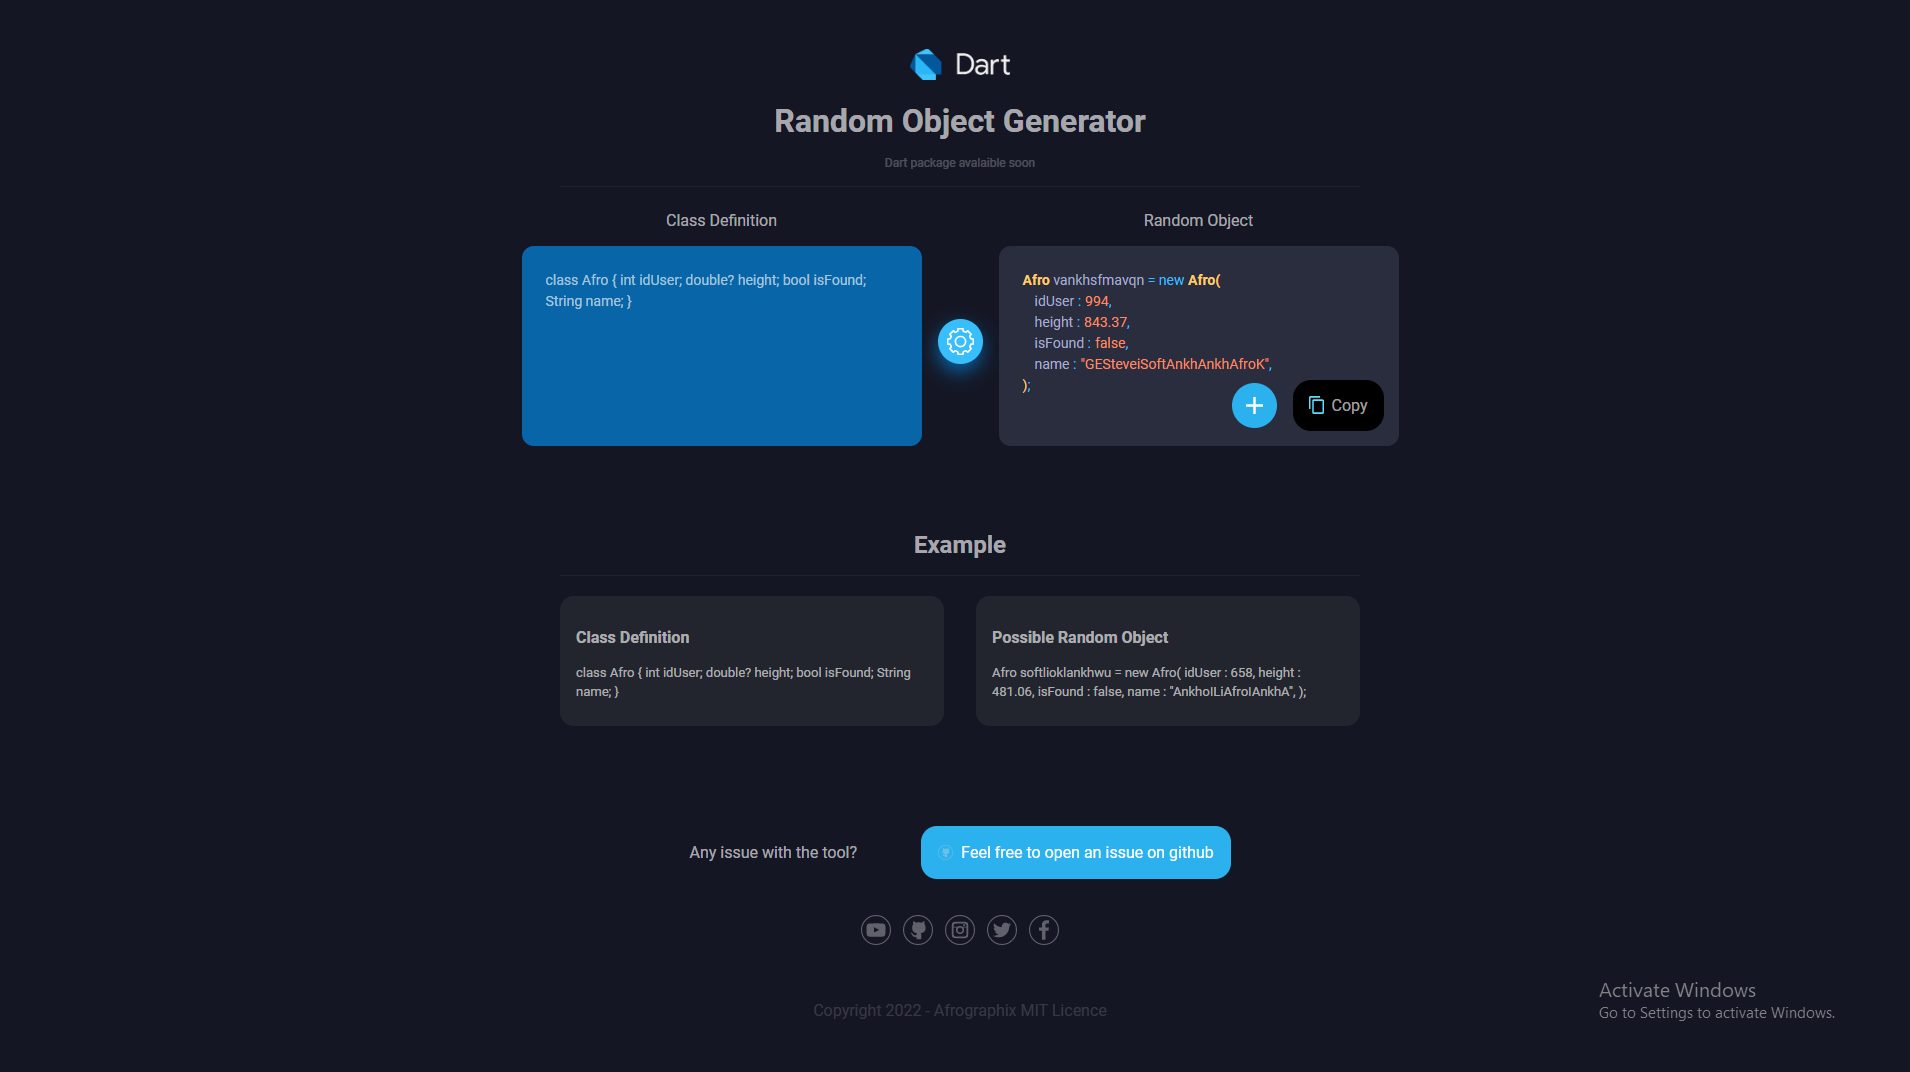 Dart
Random Object Generator
Dart package avalaible soon
Class Definition
class Afro { int idUser; double? height; bool isFound;
String name; }
Random Object
Afro vankhsfmavqn = new Afro(
idUser : 994,
height : 843.37,
isFound : false,
name : "GESteveiSoftAnkhAnkhAfroK",
);
Copy
Example
Class Definition
class Afro { int idUser; double? height; bool isFound; String
name; }
Possible Random Object
Afro softlioklankhwu = new Afro( idUser : 658, height :
481.06, isFound : false, name : "AnkhoILiAfroIAnkhA", );
Any issue with the tool?
Feel free to open an issue on github
Copyright 2022 - Afrographix MIT Licence
Activate Windows
Go to Settings to activate Windows.